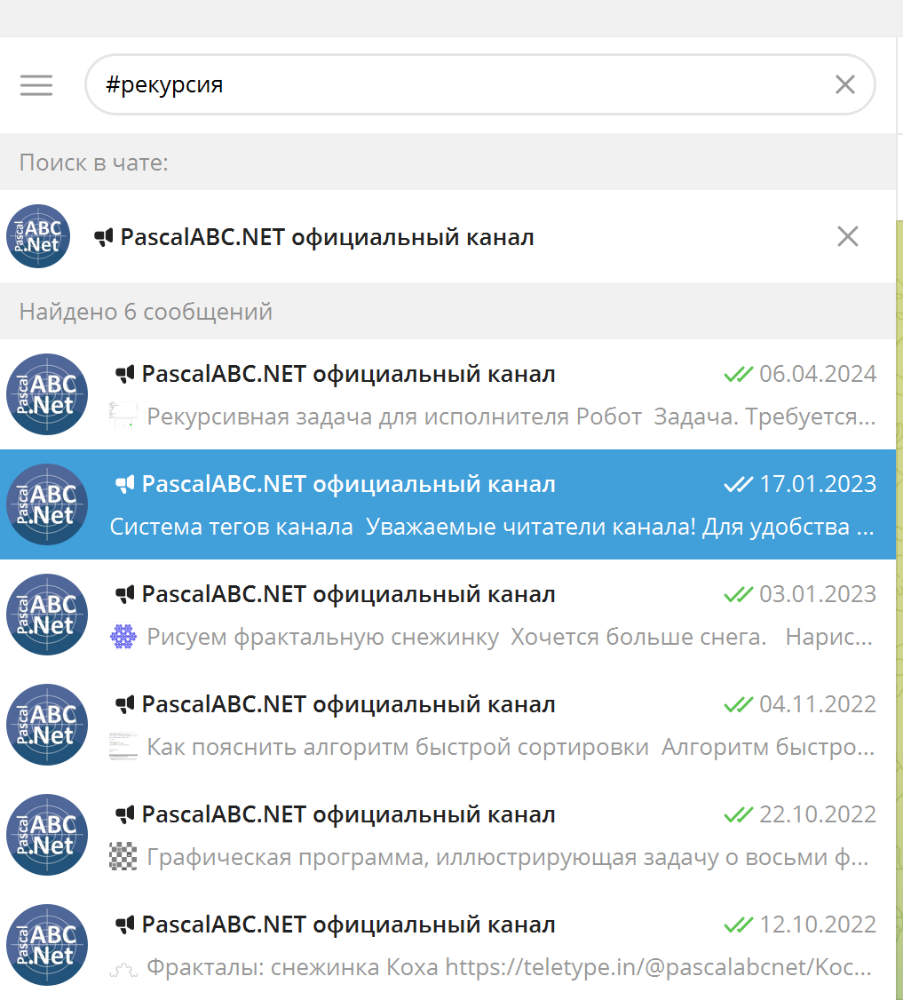 #рекурсия
Поиск в чате:
Pascal ABC .Net
PascalABC.NET официальный канал
Найдено 6 сообщений
Pascal ABC .Net
PascalABC.NET официальный канал 06.04.2024
Рекурсивная задача для исполнителя Робот Задача. Требуется...
Pascal ABC .Net
PascalABC.NET официальный канал 17.01.2023
Система тегов канала Уважаемые читатели канала! Для удобства ...
Pascal ABC .Net
PascalABC.NET официальный канал 03.01.2023
Рисуем фрактальную снежинку Хочется больше снега. Нарис...
Pascal ABC .Net
PascalABC.NET официальный канал 04.11.2022
Как пояснить алгоритм быстрой сортировки Алгоритм быстро...
Pascal ABC .Net
PascalABC.NET официальный канал 22.10.2022
Графическая программа, иллюстрирующая задачу о восьми ф...
Pascal ABC .Net
PascalABC.NET официальный канал 12.10.2022
Фракталы: снежинка Коха https://teletype.in/@pascalabcnet/Koc...